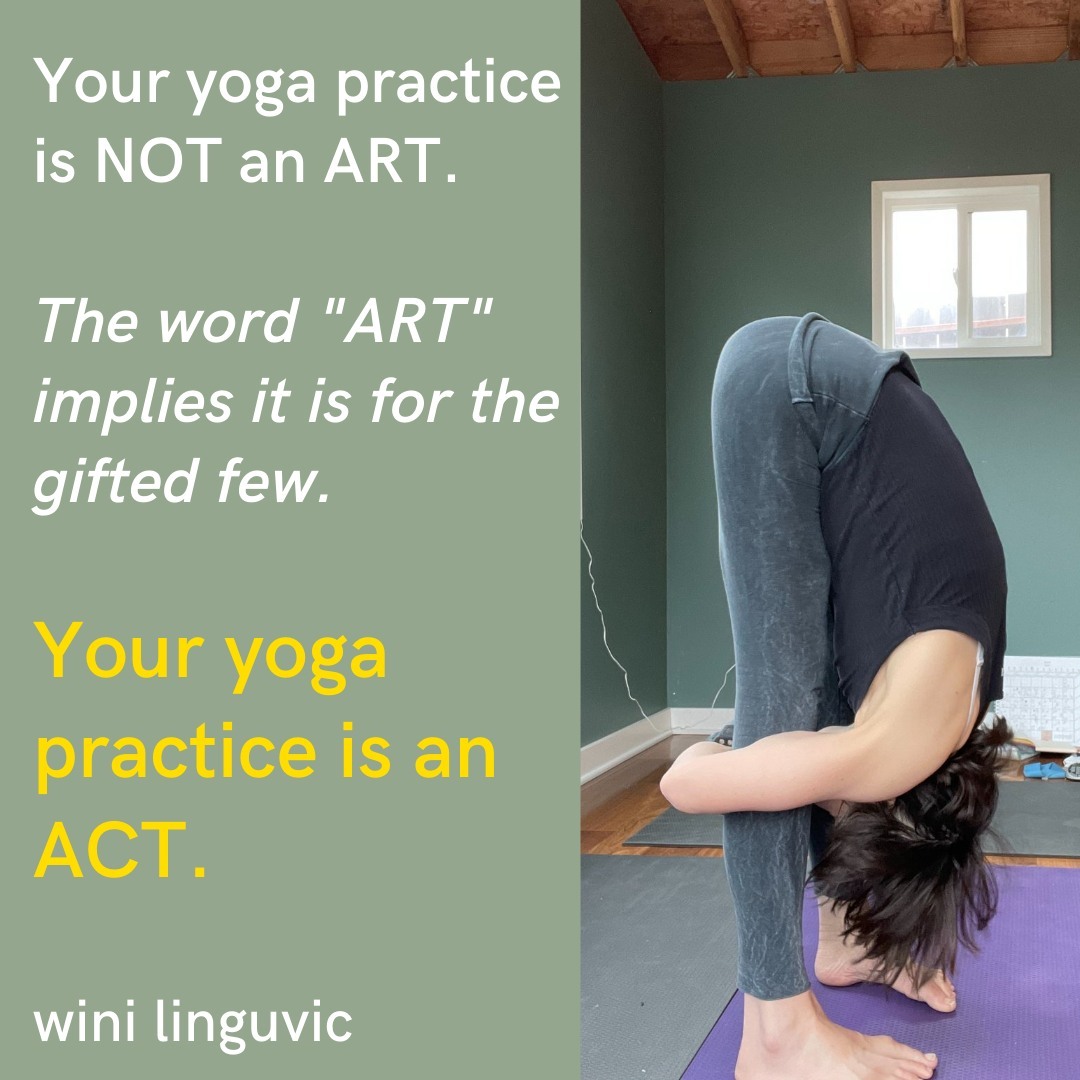 Your yoga practice
is NOT an ART.
The word "ART"
implies it is for the
gifted few.
Your yoga
practice is an
ACT.
wini linguvic